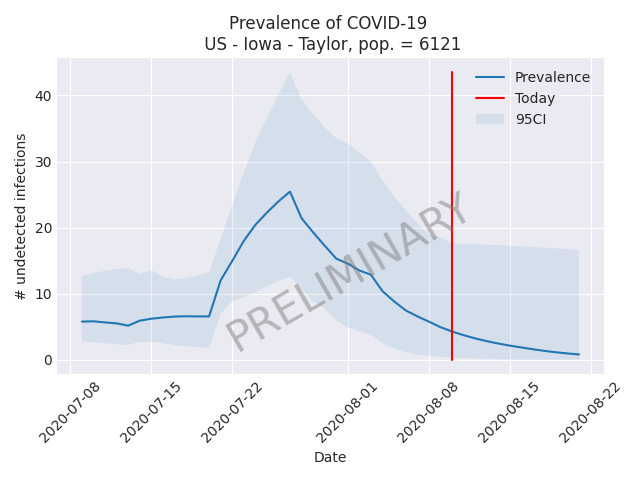 Prevalence of COVID-19
US - Iowa - Taylor, pop. = 6121
# undetected infections
40
30
20
10
0
Prevalence
Today
95CI
PRELIMINARY
2020-07-08
2020-07-15
2020-07-22
2020-08-01
2020-08-08
2020-08-15
2020-08-22
Date